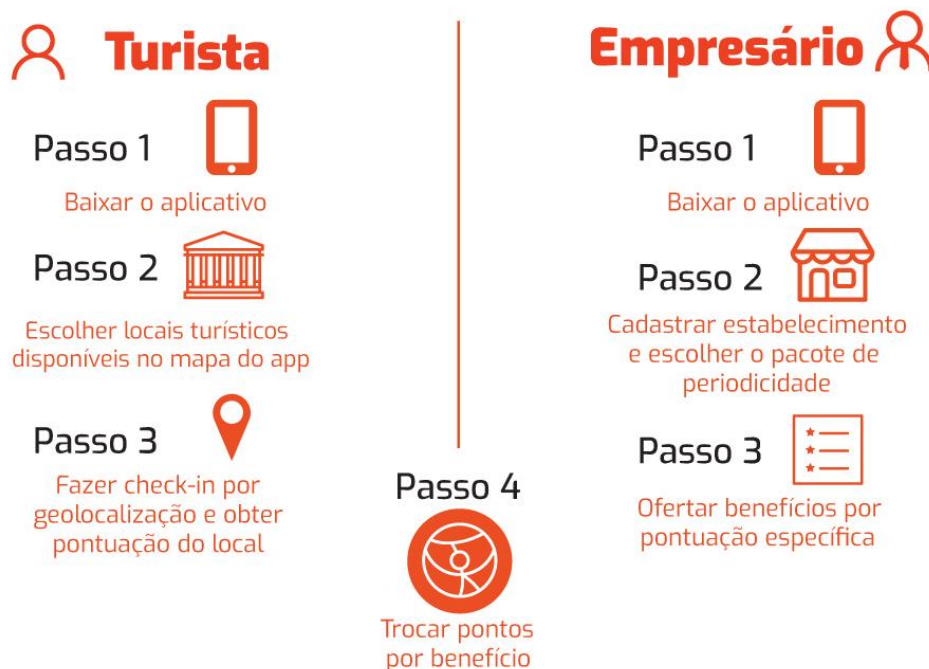 Turista
Passo 1
Baixar o aplicativo
Passo 2
Escolher locais turísticos
disponíveis no mapa do app
Passo 3
Fazer check-in por
geolocalização e obter
pontuação do local
Empresário
Passo 1
Baixar o aplicativo
Passo 2
Cadastrar estabelecimento
e escolher o pacote de
periodicidade
Passo 3
Ofertar benefícios por
pontuação específica
Passo 4
Trocar pontos
por benefício